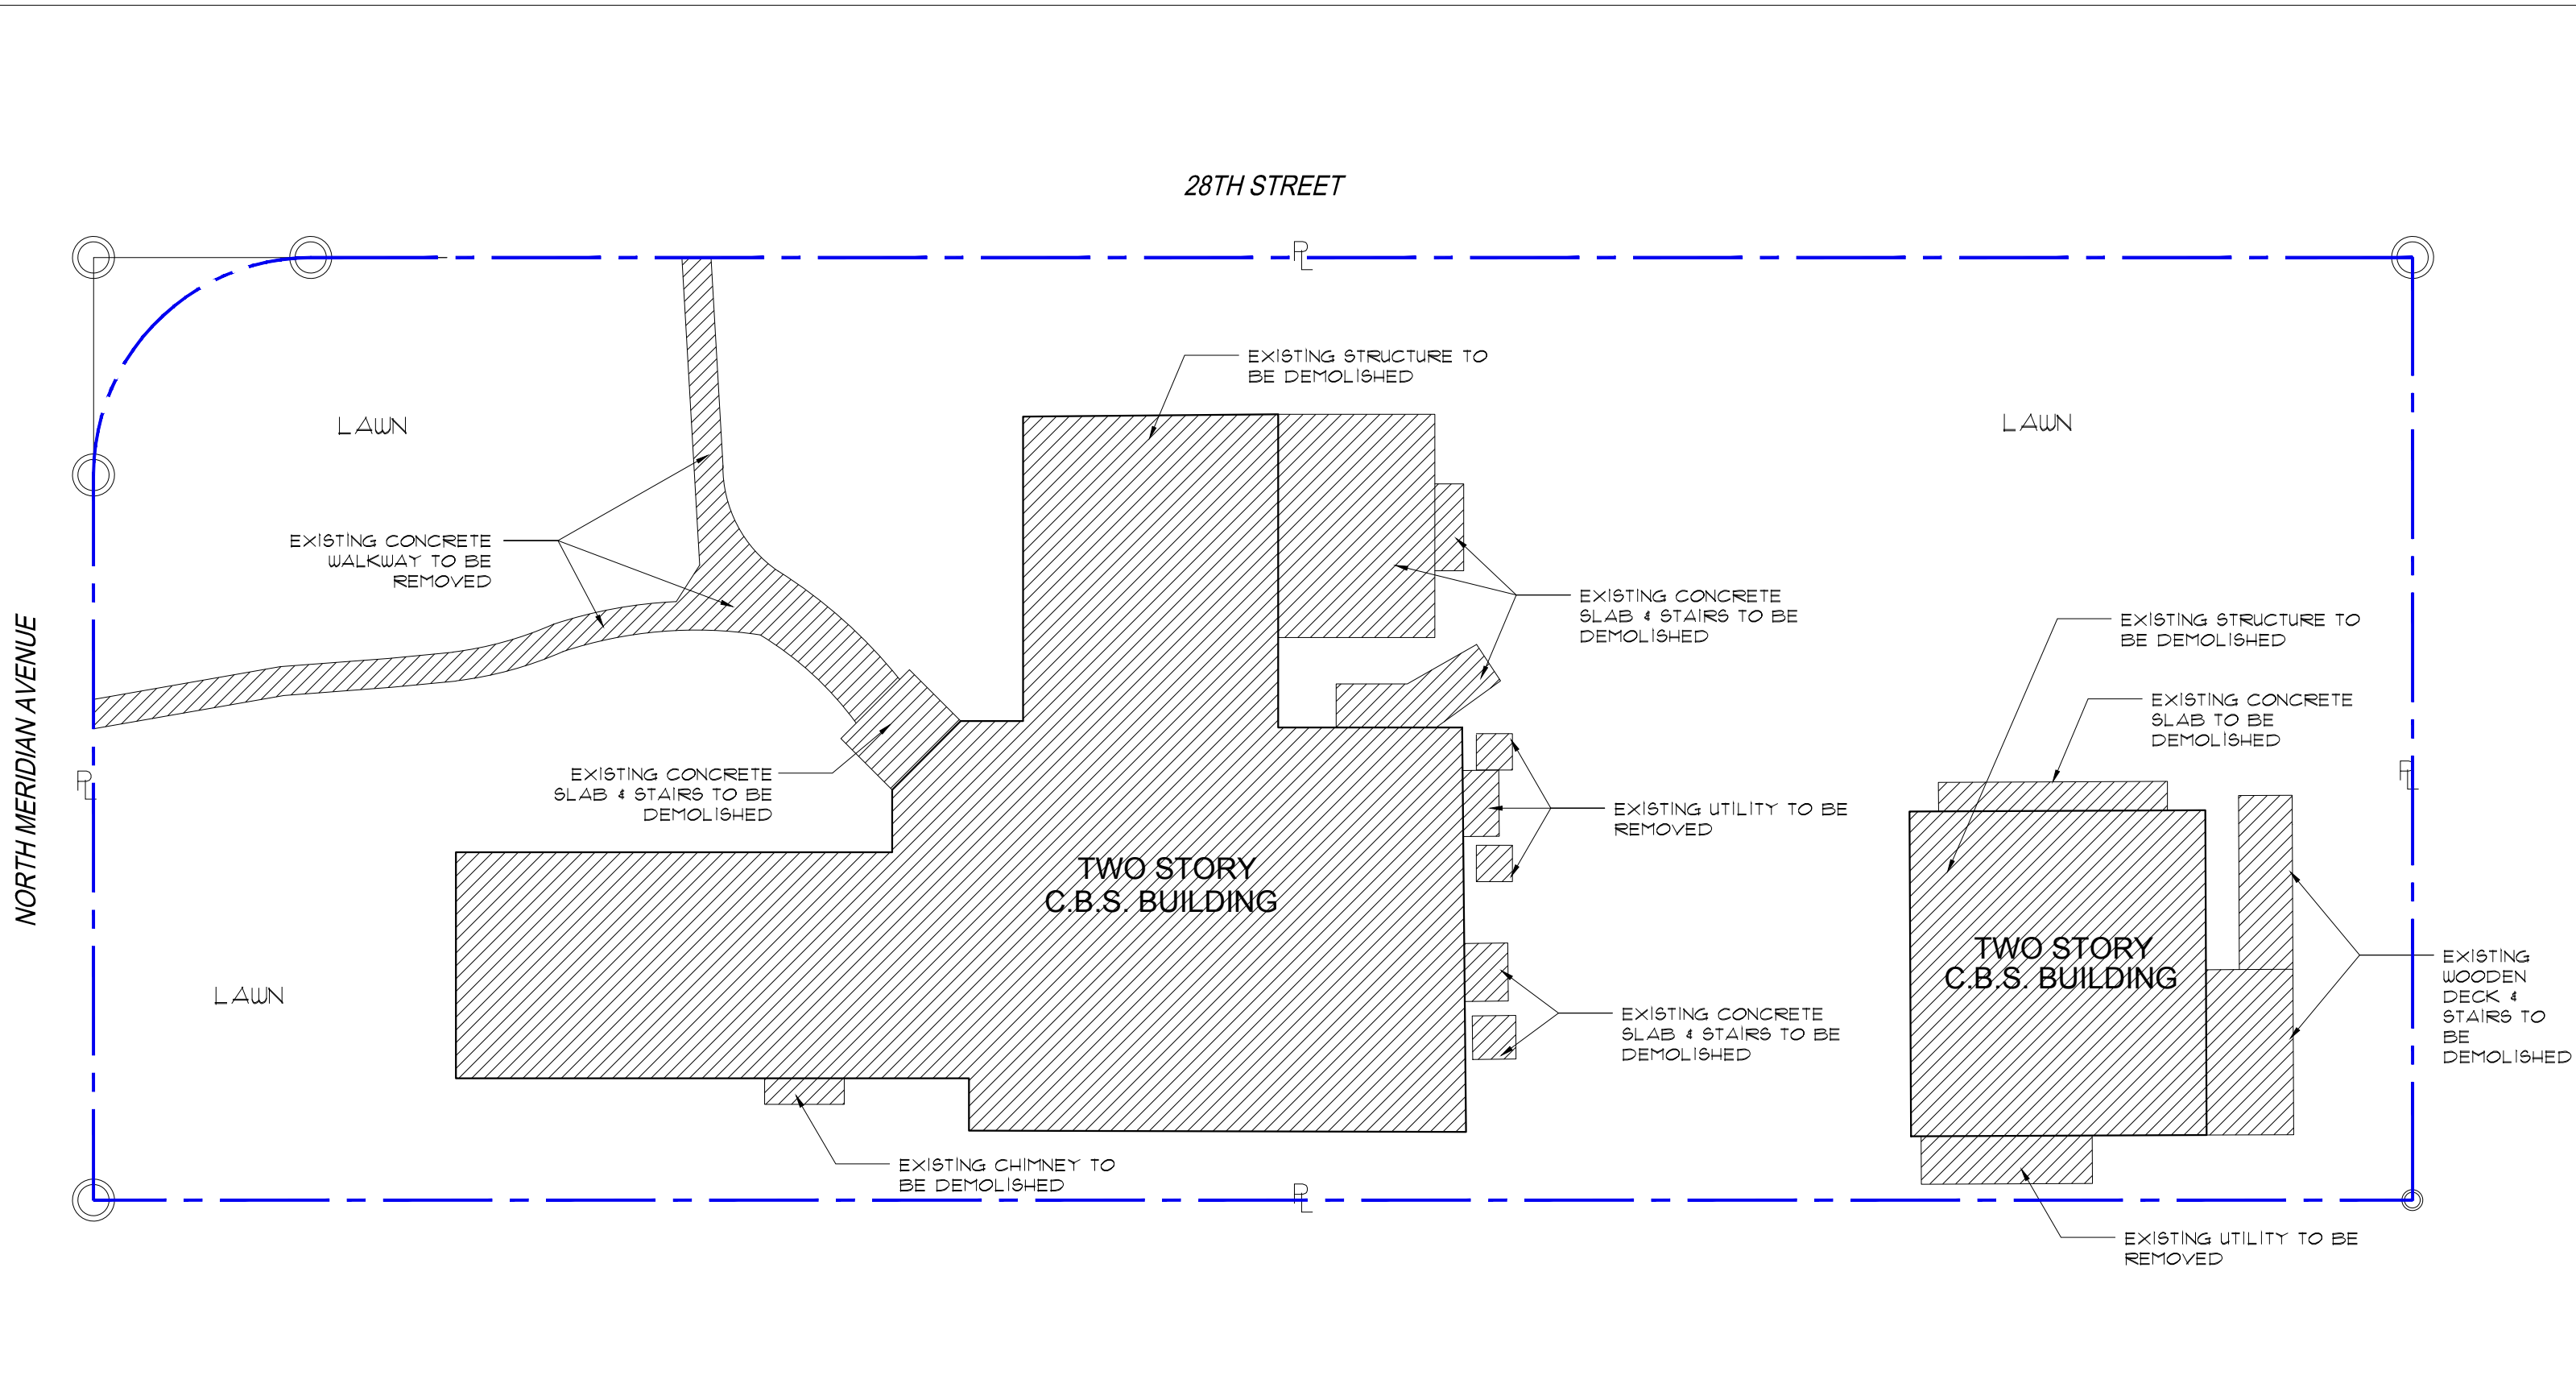 28TH STREET
PL
EXISTING STRUCTURE TO
BE DEMOLISHED
LAWN
LAWN
EXISTING CONCRETE
WALKWAY TO BE
REMOVED
EXISTING CONCRETE
SLAB & STAIRS TO BE
DEMOLISHED
EXISTING STRUCTURE TO
BE DEMOLISHED
NORTH MERIDIAN AVENUE
EXISTING CONCRETE
SLAB TO BE
DEMOLISHED
PL
EXISTING CONCRETE
SLAB & STAIRS TO BE
DEMOLISHED
PL
EXISTING UTILITY TO BE
REMOVED
TWO STORY
C.B.S. BUILDING
TWO STORY
C.B.S. BUILDING
EXISTING
WOODEN
DECK &
STAIRS TO
BE
DEMOLISHED
LAWN
EXISTING CONCRETE
SLAB & STAIRS TO BE
DEMOLISHED
EXISTING CHIMNEY TO
BE DEMOLISHED
PL
EXISTING UTILITY TO BE
REMOVED